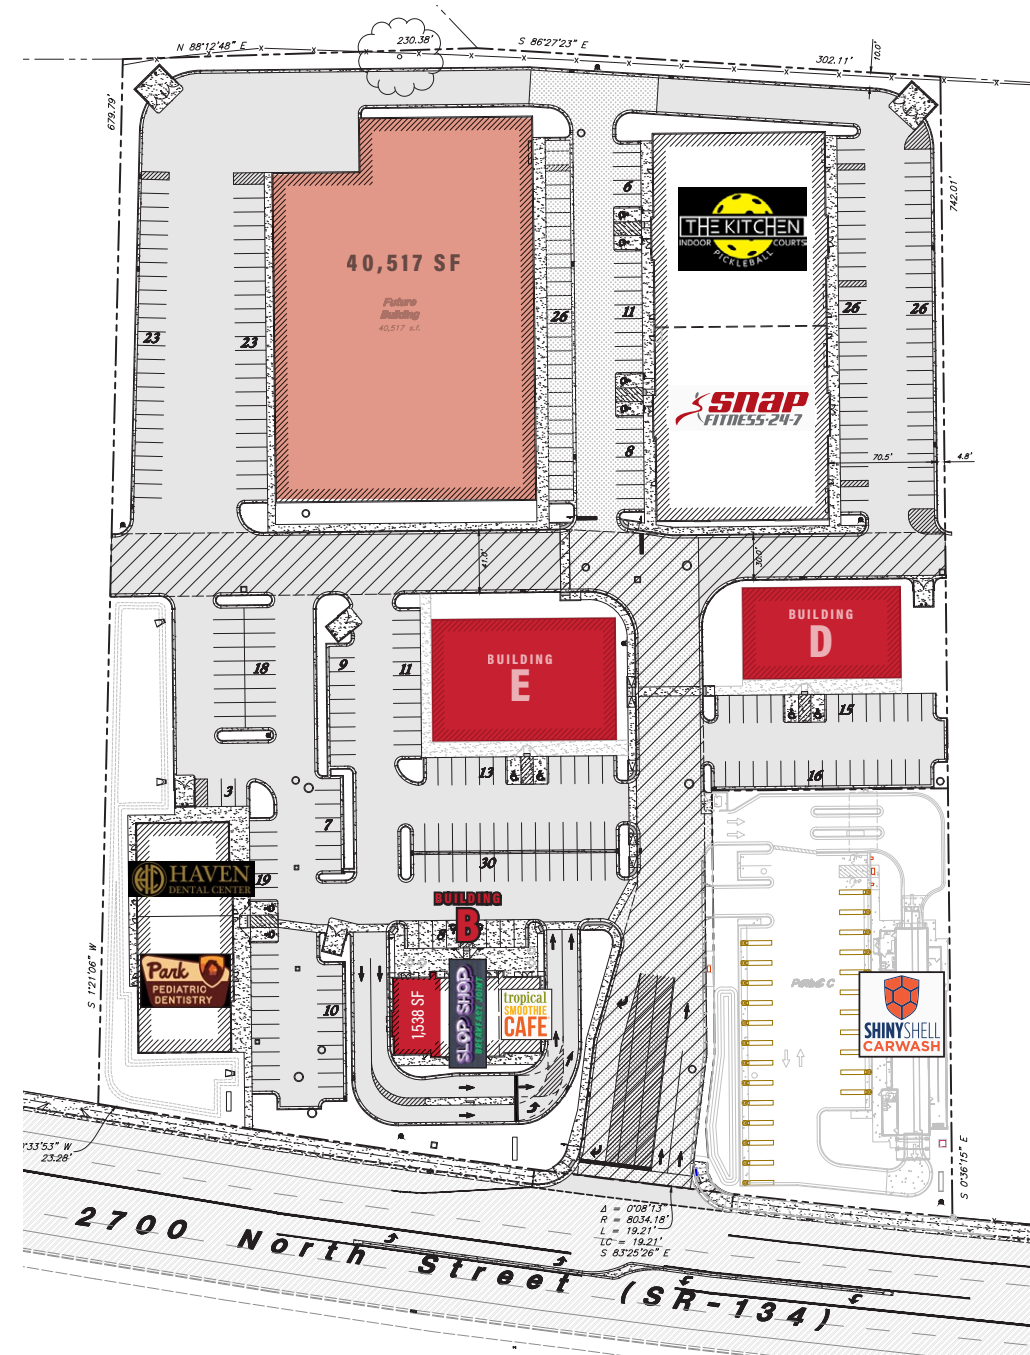 N 88°12'48" E
230.38'
S 86°27'23" E
302.11'
10.0'
679.79'
742.01'
6
THE KITCHEN
INDOOR COURTS
PICKLEBALL
40,517 SF
Future
Building
40,517 s.f.
23
23
26
11
26
26
SNAP
FITNESS·24-7
8
70.5'
4.8'
41.0'
30.0'
BUILDING
D
BUILDING
E
18
9
11
15
13
16
3
7
30
HAVEN
DENTAL CENTER
19
BUILDING
B
8
Park
PEDIATRIC
DENTISTRY
10
1,538 SF
SLOP SHOP
BREAKFAST JOINT
tropical
SMOOTHIE
CAFE
SHINYSHELL
CARWASH
S 1°21'06" W
S 0°36'15" E
°33'53" W
23.28'
Δ = 0°08'13"
R = 8034.18'
L = 19.21'
LC = 19.21'
S 83°25'26" E
2700 North Street (SR-134)